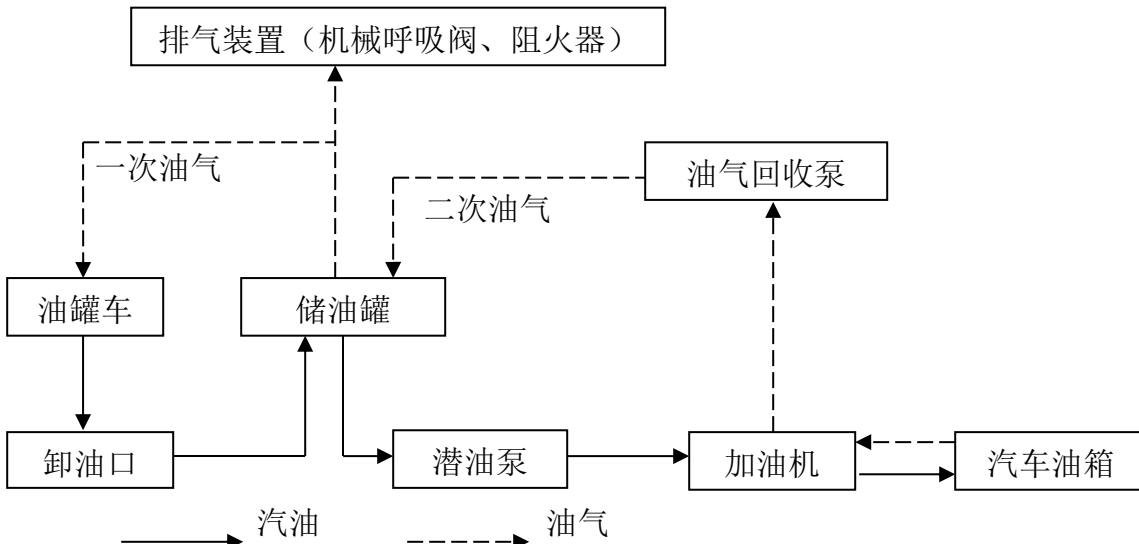 排气装置（机械呼吸阀、阻火器）
一次油气
油气回收泵
二次油气
油罐车
储油罐
卸油口
潜油泵
加油机
汽车油箱
汽油
油气